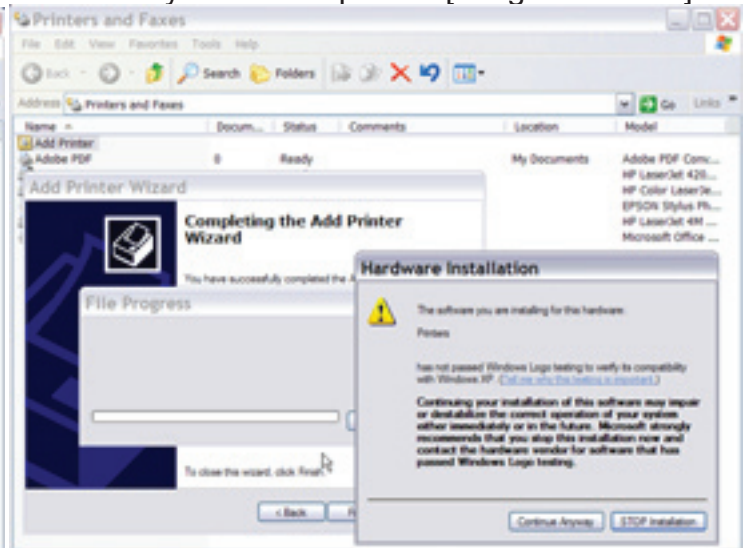 Printers and Faxes
File Edit View Favorites Tools Help
Back Search Folders
Address Printers and Faxes Go Links
Name Docum... Status Comments Location Model
Add Printer
Adobe PDF 0 Ready My Documents Adobe PDF Conv...
HP LaserJet 420...
HP Color LaserJe...
EPSON Stylus Ph...
HP LaserJet 4M ...
Microsoft Office ...
Add Printer Wizard
Completing the Add Printer
Wizard
You have successfully completed the A
File Progress
To close this wizard, click Finish.
< Back
Hardware Installation
The software you are installing for this hardware:
Printers
has not passed Windows Logo testing to verify its compatibility
with Windows XP. (Tell me why this testing is important.)
Continuing your installation of this software may impair
or destabilize the correct operation of your system
either immediately or in the future. Microsoft strongly
recommends that you stop this installation now and
contact the hardware vendor for software that has
passed Windows Logo testing.
Continue Anyway STOP Installation